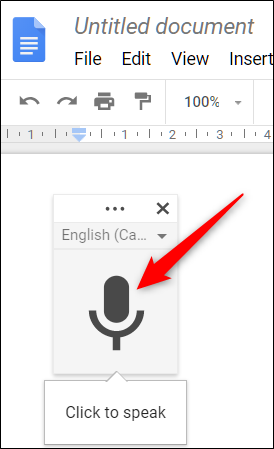 Untitled document
File Edit View Insert
100%
1 1 2 3 4
English (Ca...
Click to speak